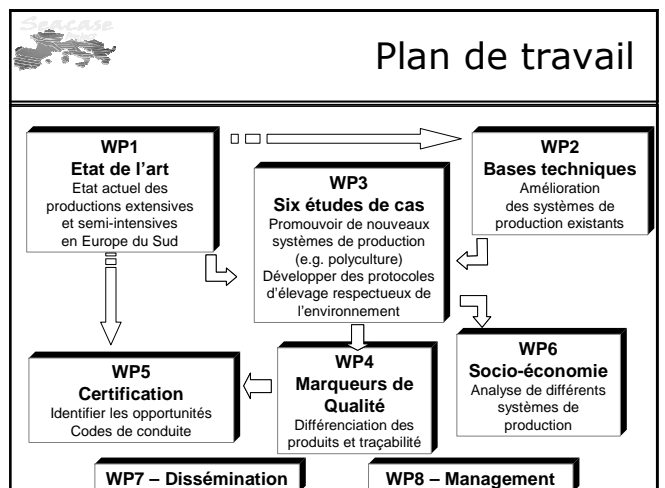 Seacase
Plan de travail
WP1
Etat de l'art
Etat actuel des
productions extensives
et semi-intensives
en Europe du Sud
WP2
Bases techniques
Amélioration
des systèmes de
production existants
WP3
Six études de cas
Promouvoir de nouveaux
systèmes de production
(e.g. polyculture)
Développer des protocoles
d'élevage respectueux de
l'environnement
WP5
Certification
Identifier les opportunités
Codes de conduite
WP4
Marqueurs de
Qualité
Différenciation des
produits et traçabilité
WP6
Socio-économie
Analyse de différents
systèmes de
production
WP7 – Dissémination
WP8 – Management